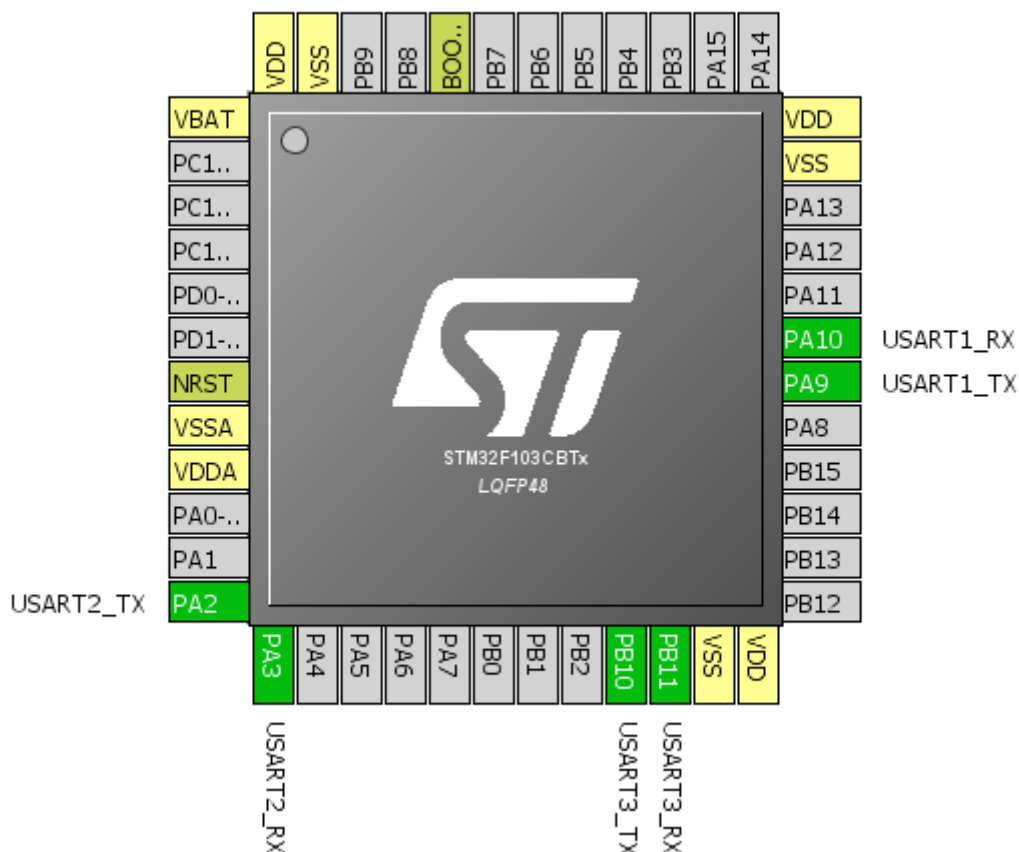 VDD
VSS
PB9
PB8
BOO..
PB7
PB6
PB5
PB4
PB3
PA15
PA14
VBAT
PC1..
PC1..
PC1..
PD0-..
PD1-..
NRST
VSSA
VDDA
PA0-..
PA1
USART2_TX PA2
VDD
VSS
PA13
PA12
PA11
PA10 USART1_RX
PA9 USART1_TX
PA8
PB15
PB14
PB13
PB12
ST
STM32F103CBTx
LQFP48
PA3
PA4
PA5
PA6
PA7
PB0
PB1
PB2
PB10
PB11
VSS
VDD
USART2_RX
USART3_TX
USART3_RX